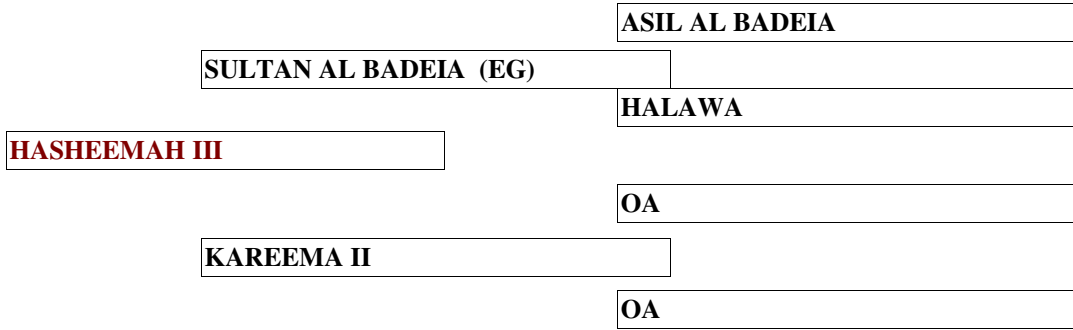 ASIL AL BADEIA
SULTAN AL BADEIA (EG)
HALAWA
HASHEEMAH III
OA
KAREEMA II
OA